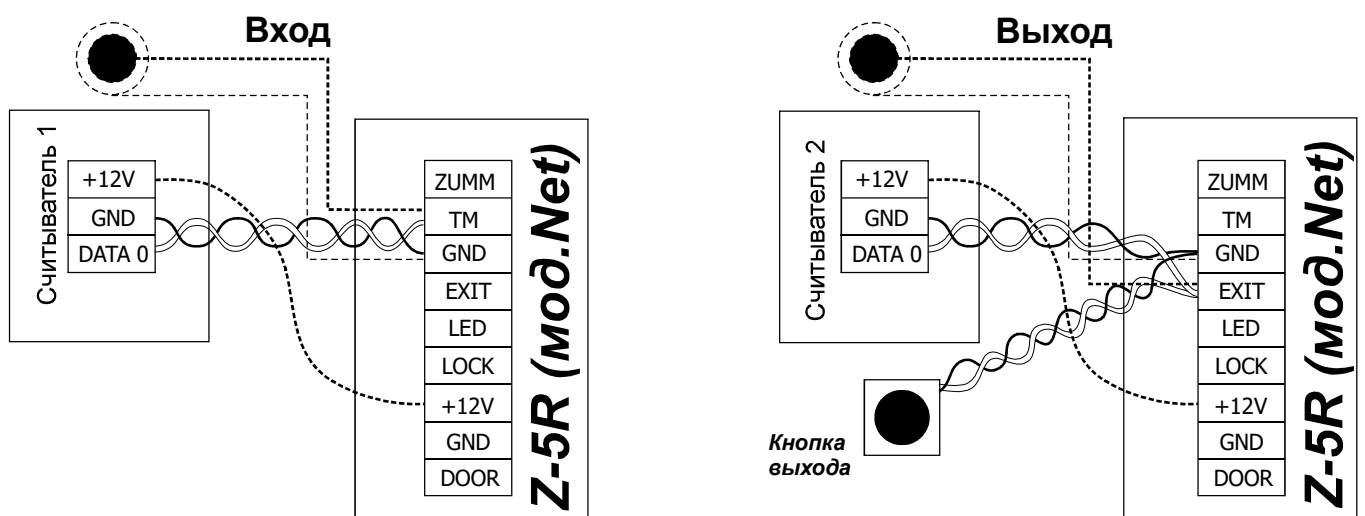 Вход
Считыватель 1
+12V
GND
DATA 0
ZUMM
TM
GND
EXIT
LED
LOCK
+12V
GND
DOOR
Z-5R (мод.Net)
Выход
Считыватель 2
+12V
GND
DATA 0
Кнопка
выхода
ZUMM
TM
GND
EXIT
LED
LOCK
+12V
GND
DOOR
Z-5R (мод.Net)